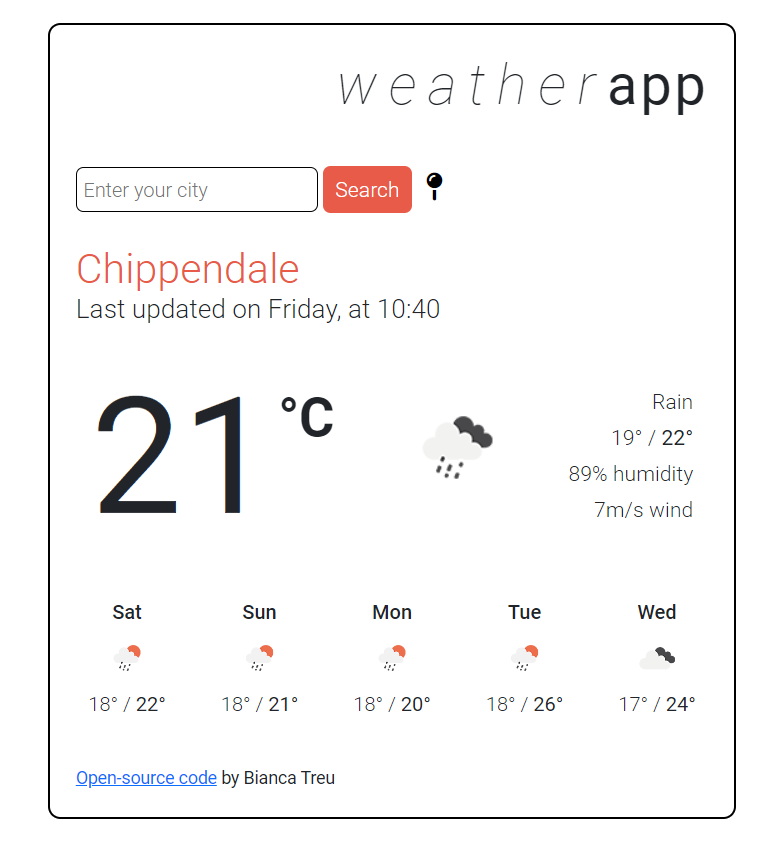 weather app
Enter your city Search
Chippendale
Last updated on Friday, at 10:40
21 °C
Rain
19° / 22°
89% humidity
7m/s wind
Sat Sun Mon Tue Wed
18° / 22° 18° / 21° 18° / 20° 18° / 26° 17° / 24°
Open-source code by Bianca Treu